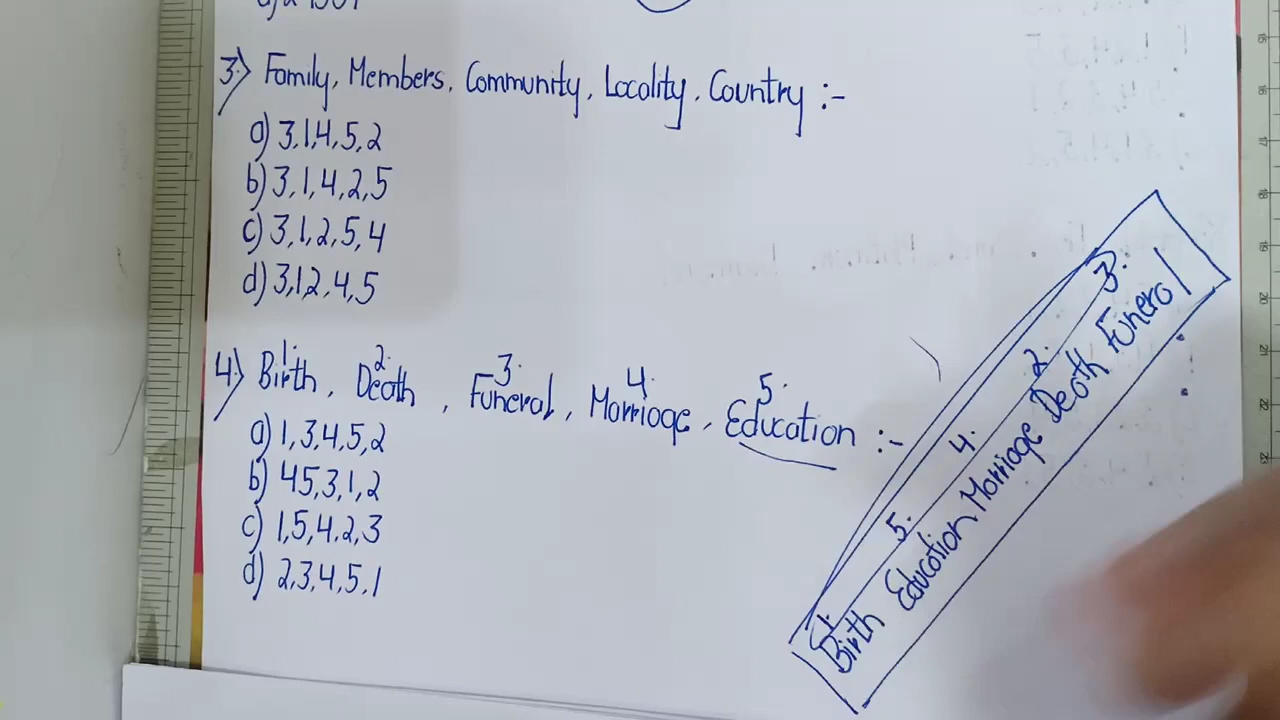 3) Family, Members, Community, Locality, Country :-
a) 3,1,4,5,2
b) 3,1,4,2,5
c) 3,1,2,5,4
d) 3,1,2,4,5
1. 2. 3. 4. 5.
4) Birth, Death, Funeral, Marriage, Education :-
a) 1,3,4,5,2
b) 4 5,3,1,2
c) 1,5,4,2,3
d) 2,3,4,5,1
1. 5. 4. 2. 3.
Birth Education Marriage Death Funeral